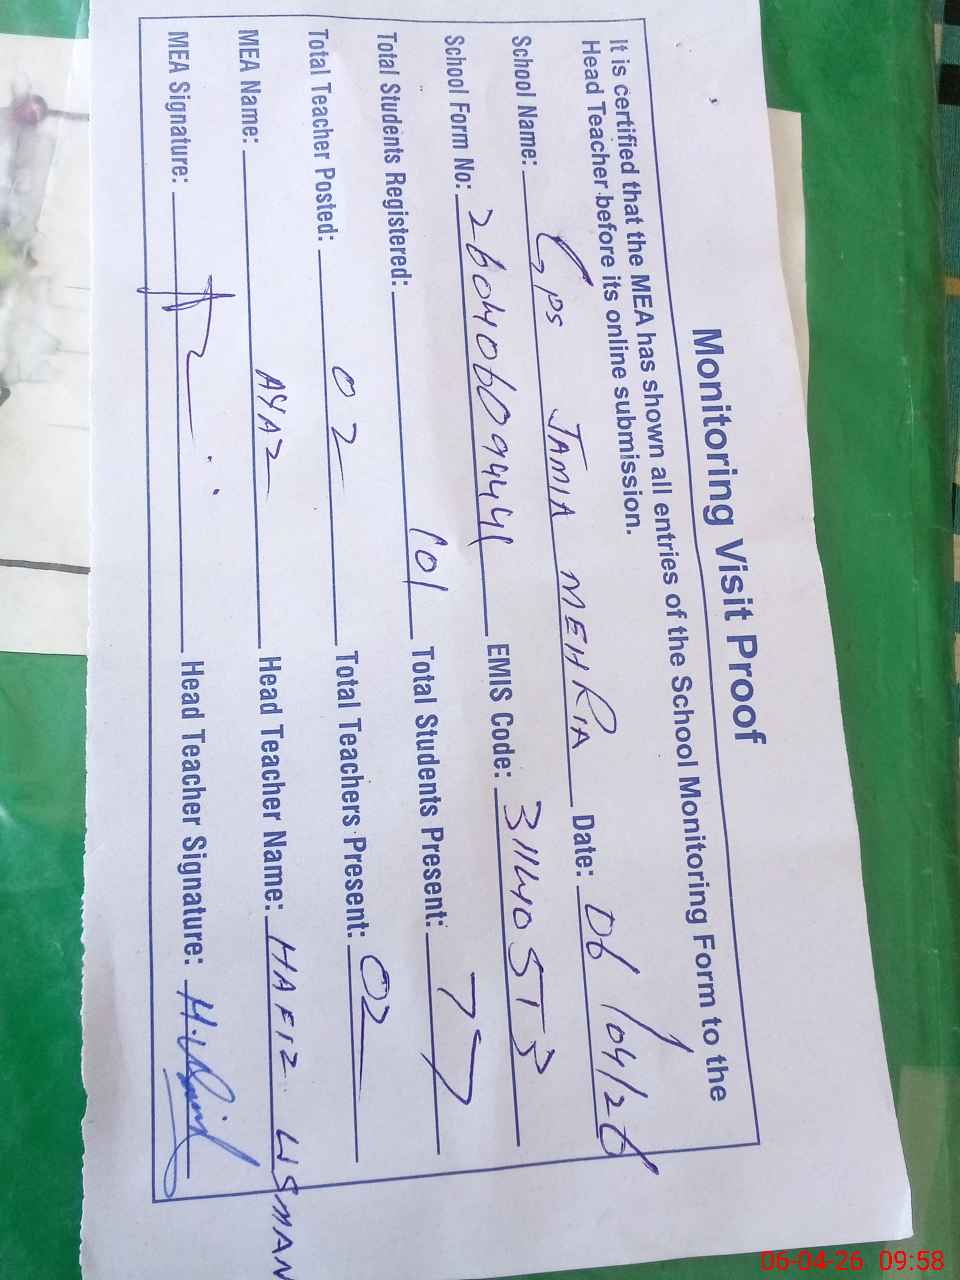 Monitoring Visit Proof
It is certified that the MEA has shown all entries of the School Monitoring Form to the
Head Teacher before its online submission.
School Name: GPS JAMIA MEHRIA Date: 06/04/26
School Form No: 26040609441 EMIS Code: 31140513
Total Students Registered: 101 Total Students Present: 77
Total Teacher Posted: 02 Total Teachers Present: 02
MEA Name: AYAZ Head Teacher Name: HAFIZ USMAN
MEA Signature: Head Teacher Signature:
06-04-26 09:58